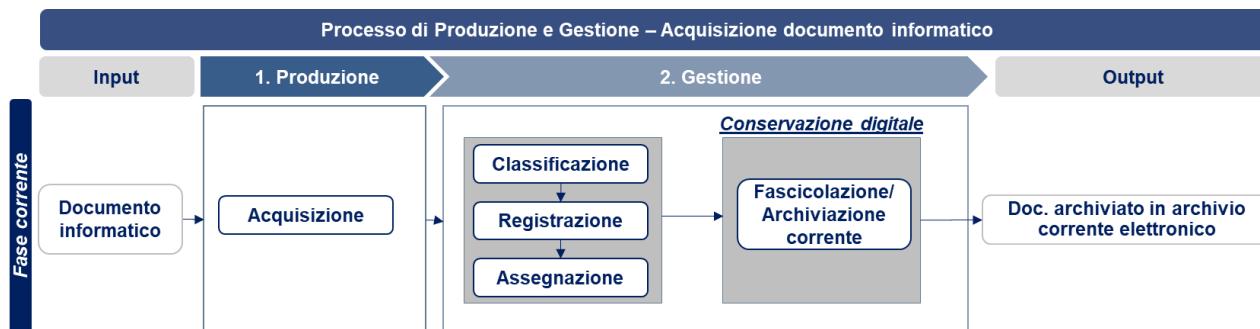 Processo di Produzione e Gestione – Acquisizione documento informatico
Input
1. Produzione
2. Gestione
Output
Fase corrente
Documento
informatico
Acquisizione
Classificazione
Registrazione
Assegnazione
Conservazione digitale
Fascicolazione/
Archiviazione
corrente
Doc. archiviato in archivio
corrente elettronico